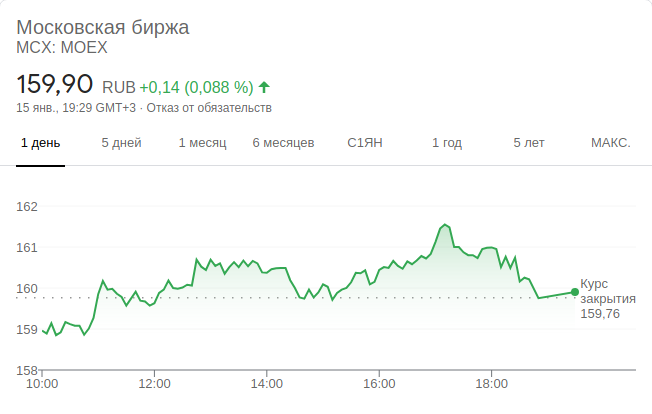 Московская биржа
MCX: MOEX
159,90 RUB +0,14 (0,088 %)
15 янв., 19:29 GMT+3 · Отказ от обязательств
1 день 5 дней 1 месяц 6 месяцев С1ЯН 1 год 5 лет МАКС.
162
161
160
159
158
Курс
закрытия
159,76
10:00 12:00 14:00 16:00 18:00